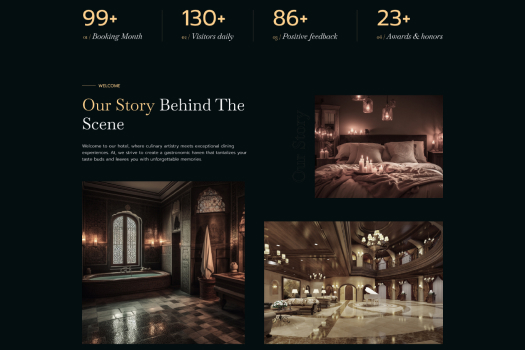 99+
130+
86+
23+
01 / Booking Month
02 / Visitors daily
03 / Positive feedback
04 / Awards & honors
WELCOME
Our Story Behind The
Scene
Welcome to our hotel, where culinary artistry meets exceptional dining
experiences. At, we strive to create a gastronomic haven that tantalizes your
taste buds and leaves you with unforgettable memories.
Our Story